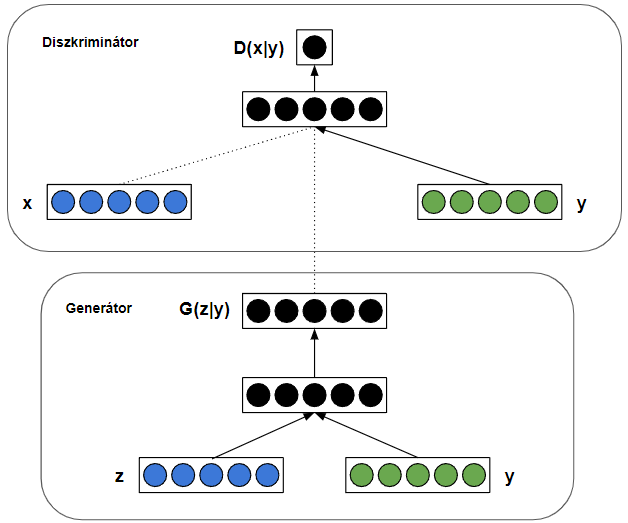 Diszkriminátor
D(x|y)
x
y
Generátor
G(z|y)
z
y